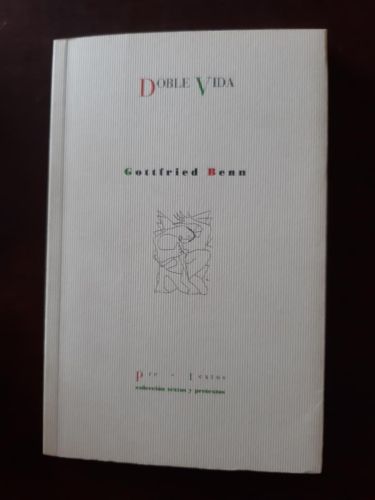 DOBLE VIDA
Gottfried Benn
Pre - textos
colección textos y pretextos